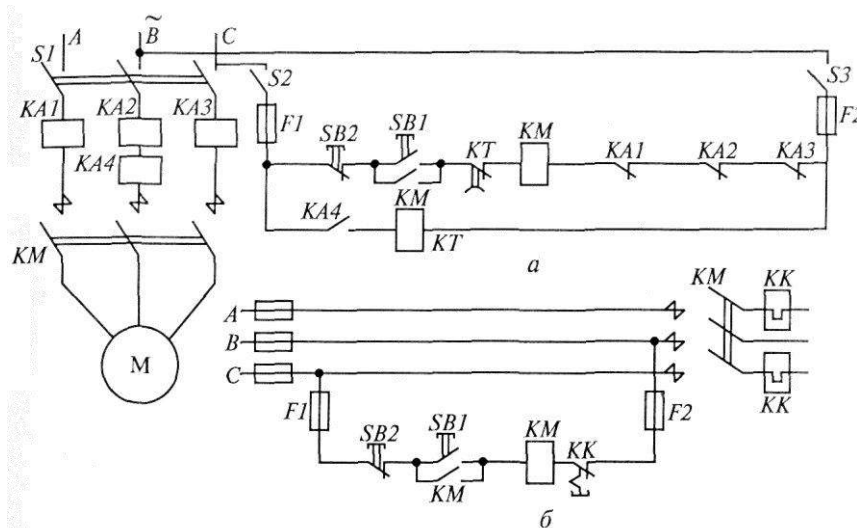 A ~ B C
S1
S2
S3
KA1 KA2 KA3
F1
F2
SB2 SB1 KT KM KA1 KA2 KA3
KA4
KA4 KM KT
а
KM
M
A
B
C
KM KK
KK
F1
F2
SB2 SB1 KM KK
KM
б